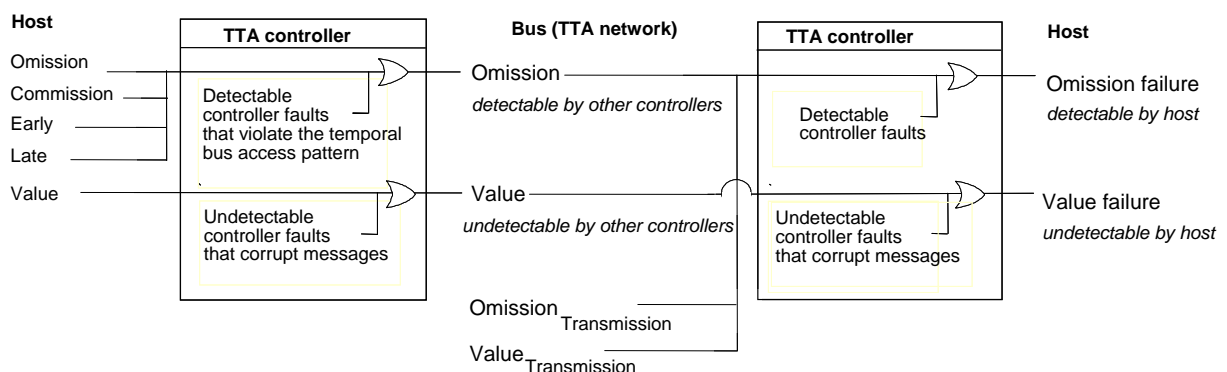 Host
TTA controller
Bus (TTA network)
TTA controller
Host
Omission
Commission
Early
Late
Value
Detectable
controller faults
that violate the temporal
bus access pattern
Undetectable
controller faults
that corrupt messages
Omission
detectable by other controllers
Value
undetectable by other controllers
Omission Transmission
Value Transmission
Detectable
controller faults
Undetectable
controller faults
that corrupt messages
Omission failure
detectable by host
Value failure
undetectable by host